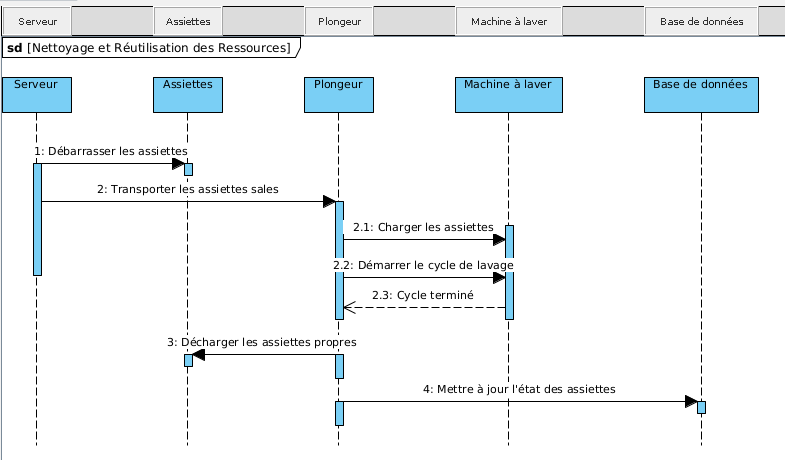 Serveur Assiettes Plongeur Machine à laver Base de données
sd [Nettoyage et Réutilisation des Ressources]
Serveur Assiettes Plongeur Machine à laver Base de données
1: Débarrasser les assiettes
2: Transporter les assiettes sales
2.1: Charger les assiettes
2.2: Démarrer le cycle de lavage
2.3: Cycle terminé
3: Décharger les assiettes propres
4: Mettre à jour l'état des assiettes